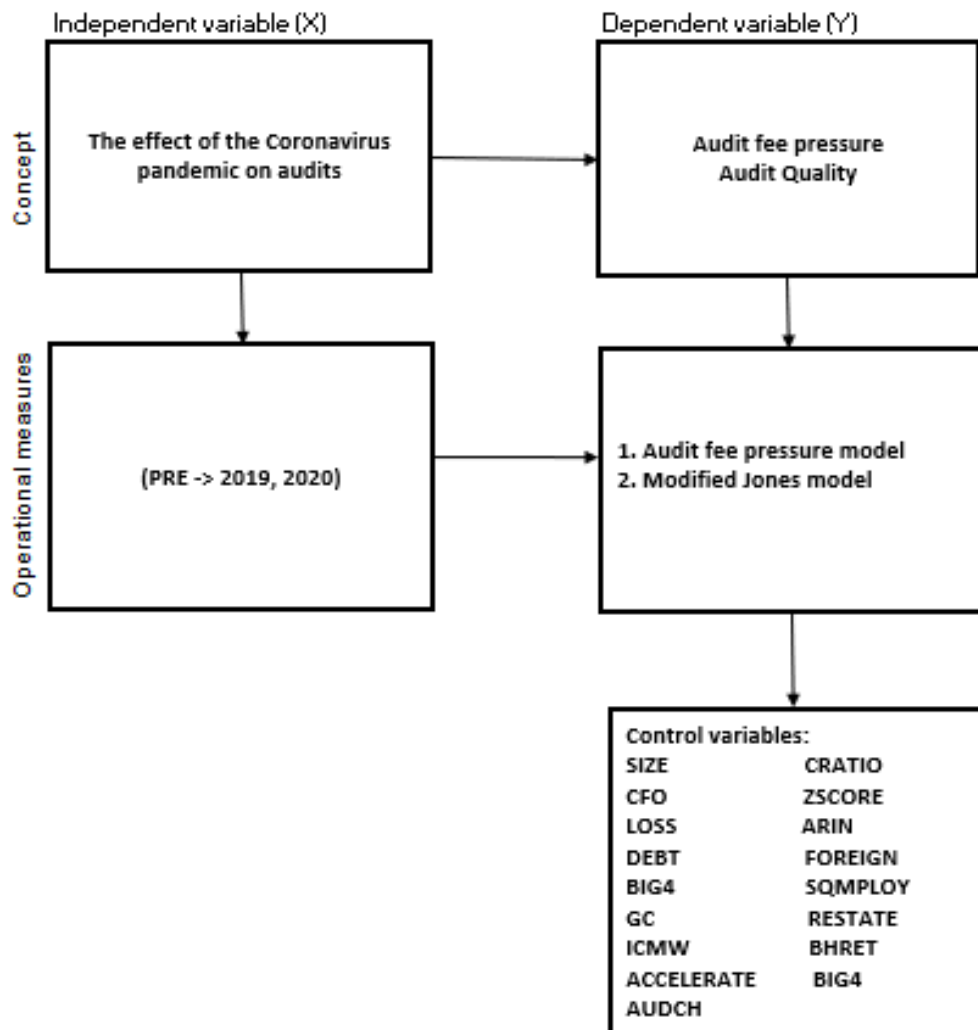 Independent variable (X)
Dependent variable (Y)
Concept
The effect of the Coronavirus
pandemic on audits
Audit fee pressure
Audit Quality
Operational measures
(PRE -> 2019, 2020)
1. Audit fee pressure model
2. Modified Jones model
Control variables:
SIZE CRATIO
CFO ZSCORE
LOSS ARIN
DEBT FOREIGN
BIG4 SQMPLOY
GC RESTATE
ICMW BHRET
ACCELERATE BIG4
AUDCH